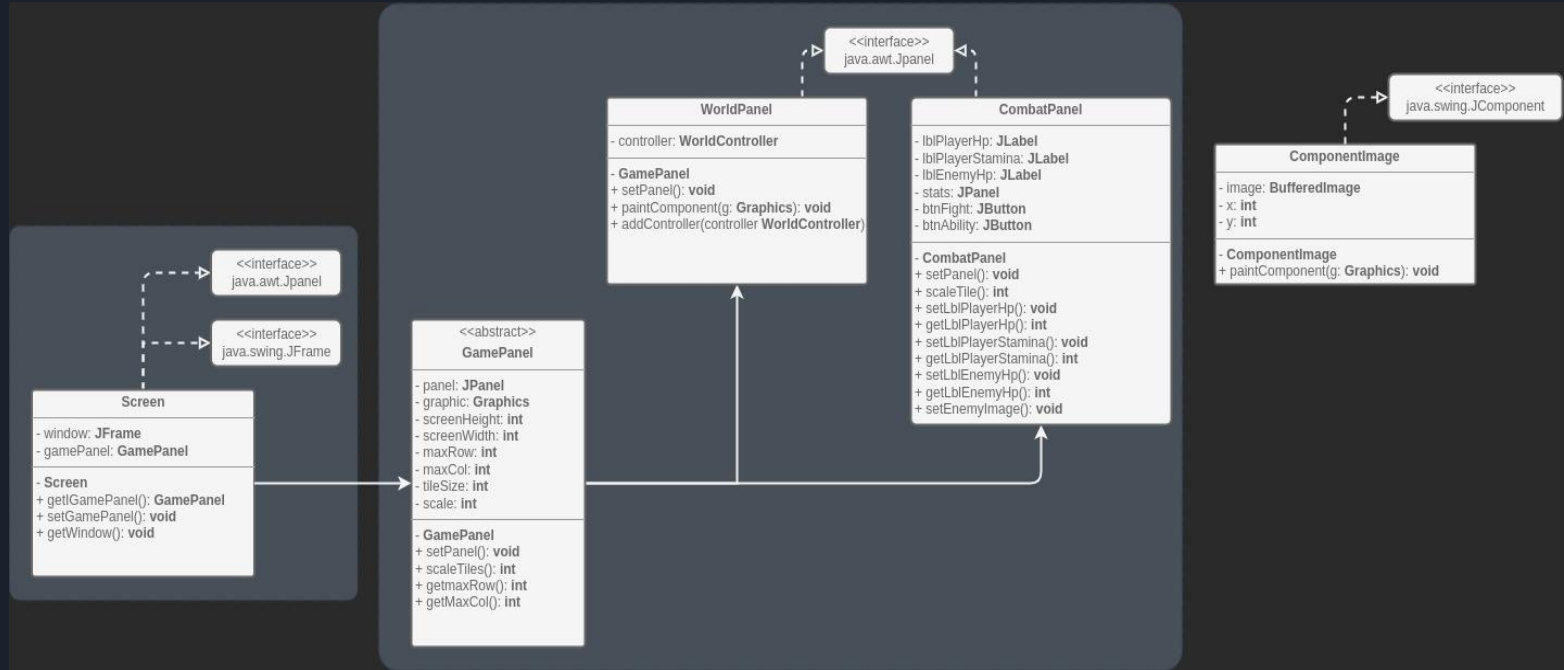 <<interface>>
java.awt.Jpanel
<<interface>>
java.swing.JFrame
Screen
- window: JFrame
- gamePanel: GamePanel
- Screen
+ getIGamePanel(): GamePanel
+ setGamePanel(): void
+ getWindow(): void
<<abstract>>
GamePanel
- panel: JPanel
- graphic: Graphics
- screenHeight: int
- screenWidth: int
- maxRow: int
- maxCol: int
- tileSize: int
- scale: int
- GamePanel
+ setPanel(): void
+ scaleTiles(): int
+ getmaxRow(): int
+ getMaxCol(): int
<<interface>>
java.awt.Jpanel
WorldPanel
- controller: WorldController
- GamePanel
+ setPanel(): void
+ paintComponent(g: Graphics): void
+ addController(controller WorldController)
CombatPanel
- lblPlayerHp: JLabel
- lblPlayerStamina: JLabel
- lblEnemyHp: JLabel
- stats: JPanel
- btnFight: JButton
- btnAbility: JButton
- CombatPanel
+ setPanel(): void
+ scaleTile(): int
+ setLblPlayerHp(): void
+ getLblPlayerHp(): int
+ setLblPlayerStamina(): void
+ getLblPlayerStamina(): int
+ setLblEnemyHp(): void
+ getLblEnemyHp(): int
+ setEnemyImage(): void
<<interface>>
java.swing.JComponent
ComponentImage
- image: BufferedImage
- x: int
- y: int
- ComponentImage
+ paintComponent(g: Graphics): void